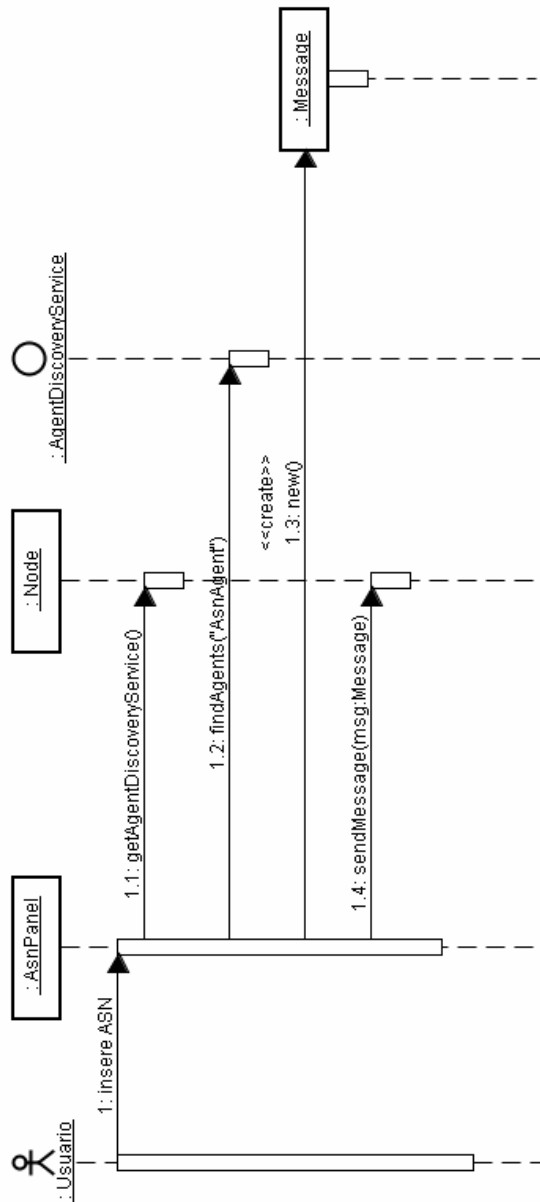 : Usuario
: AsnPanel
: Node
: AgentDiscoveryService
: Message
1: insere ASN
1.1: getAgentDiscoveryService()
1.2: findAgents("AsnAgent")
<<create>>
1.3: new()
1.4: sendMessage(msg:Message)